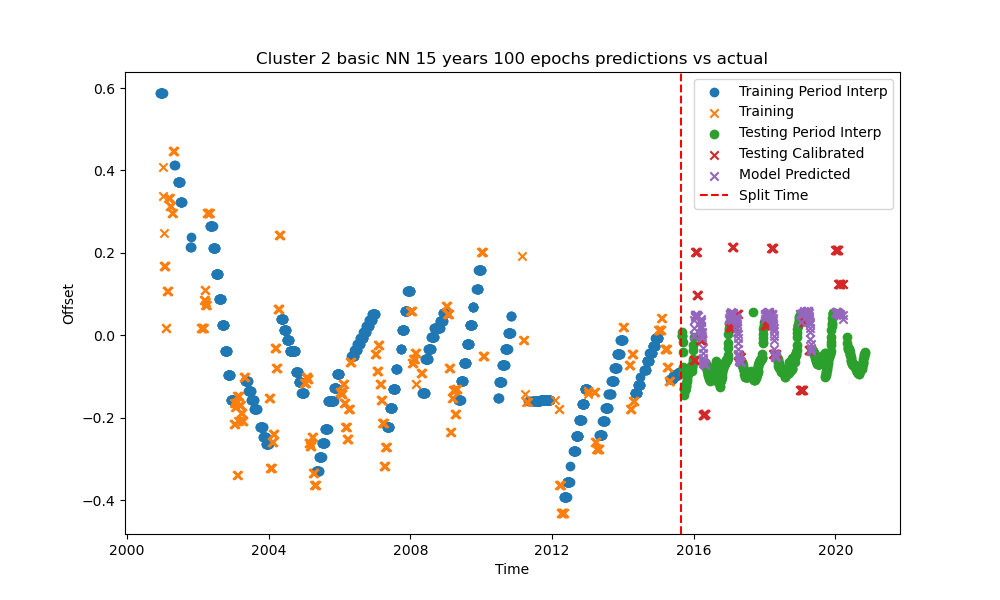 Cluster 2 basic NN 15 years 100 epochs predictions vs actual
Training Period Interp
Training
Testing Period Interp
Testing Calibrated
Model Predicted
Split Time
0.6
0.4
0.2
0.0
−0.2
−0.4
Offset
2000 2004 2008 2012 2016 2020
Time